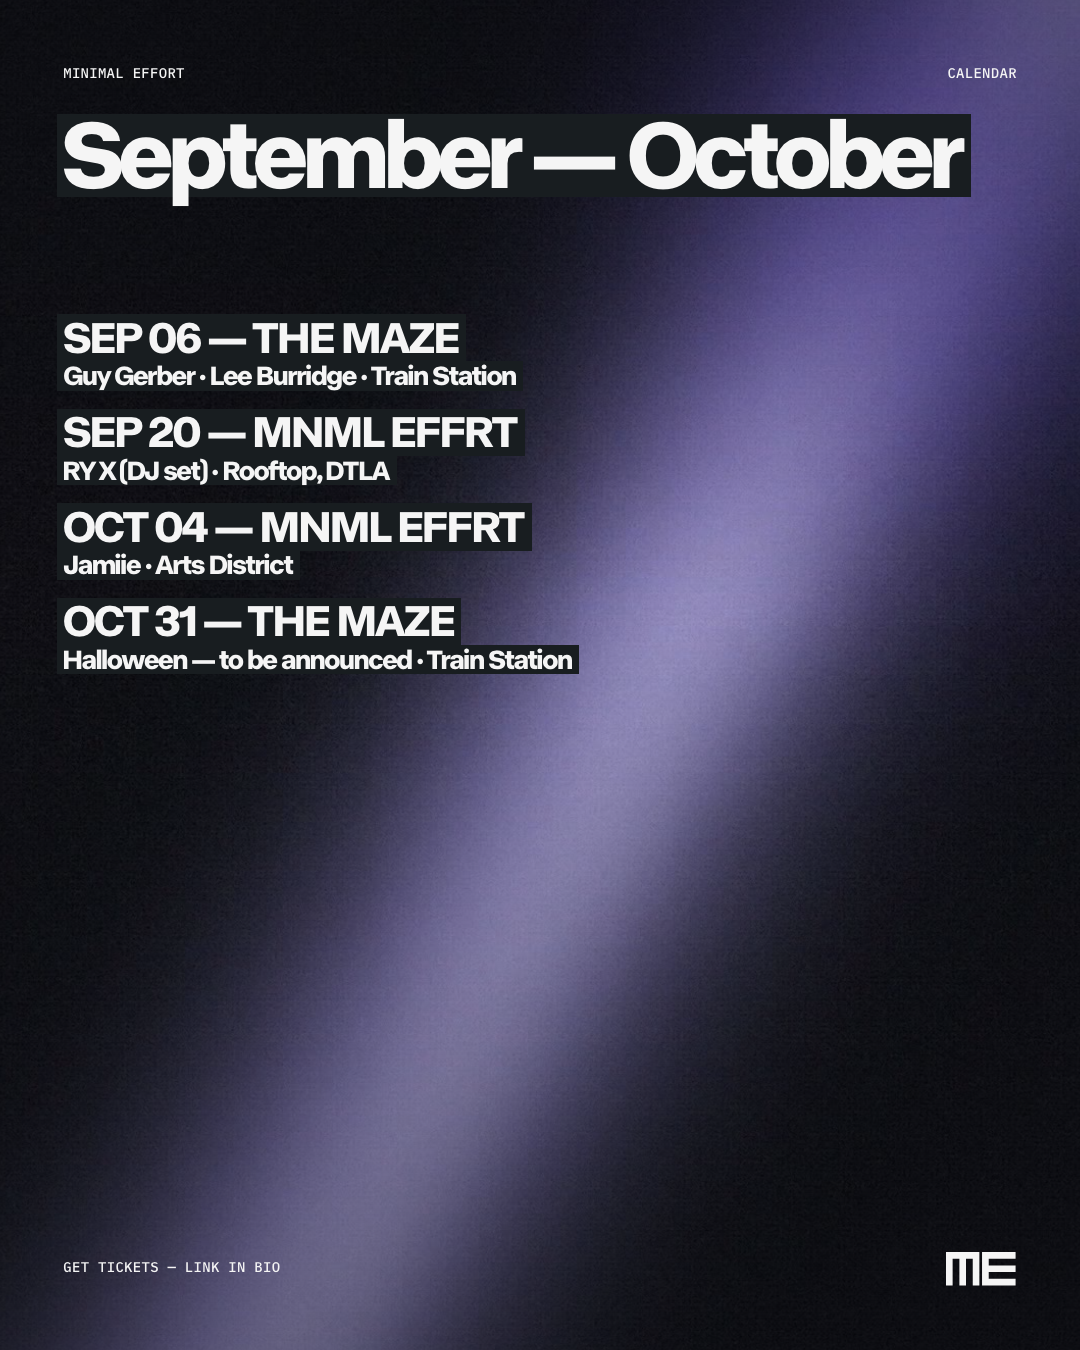 MINIMAL EFFORT
CALENDAR
September — October
SEP 06 — THE MAZE
Guy Gerber · Lee Burridge · Train Station
SEP 20 — MNML EFFRT
RY X (DJ set) · Rooftop, DTLA
OCT 04 — MNML EFFRT
Jamiie · Arts District
OCT 31 — THE MAZE
Halloween — to be announced · Train Station
GET TICKETS — LINK IN BIO
ME